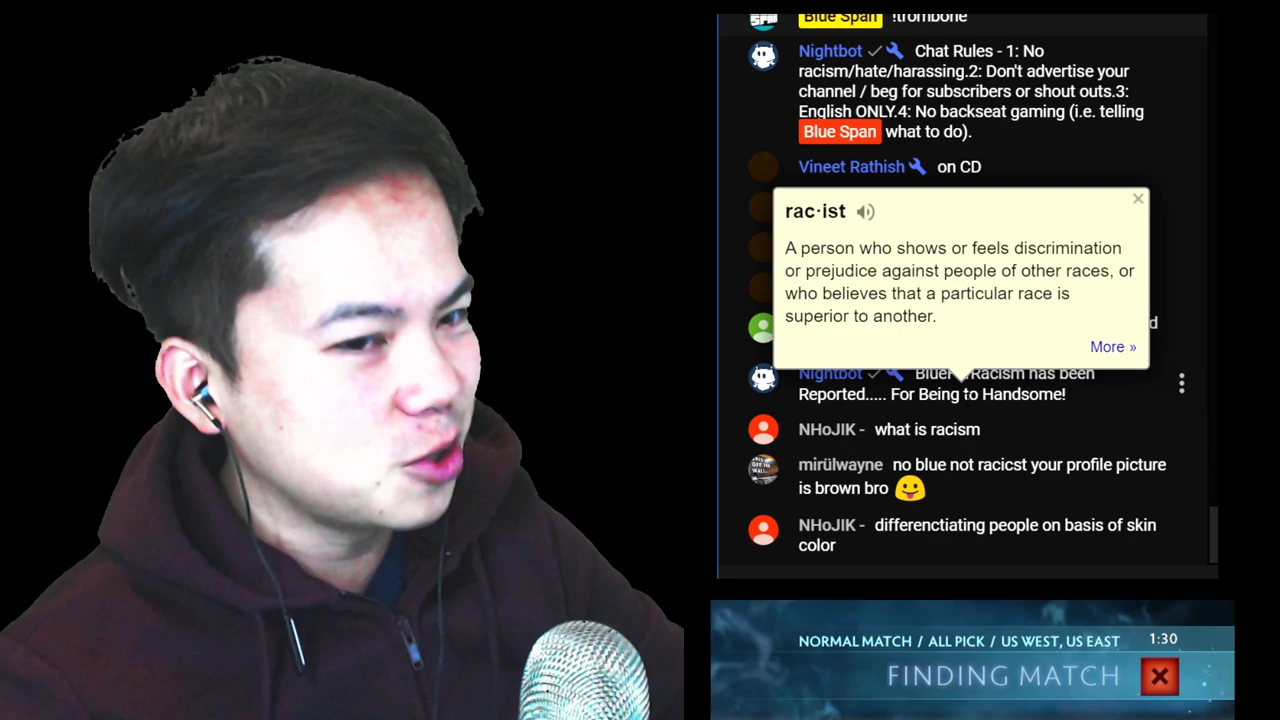 Blue Span !trombone
Nightbot Chat Rules - 1: No
racism/hate/harassing.2: Don't advertise your
channel / beg for subscribers or shout outs.3:
English ONLY.4: No backseat gaming (i.e. telling
Blue Span what to do).
Vineet Rathish on CD
rac·ist
A person who shows or feels discrimination
or prejudice against people of other races, or
who believes that a particular race is
superior to another.
More »
d
Nightbot Racism has been
Reported..... For Being to Handsome!
NHoJIK - what is racism
mirülwayne no blue not racicst your profile picture
is brown bro 😛
NHoJIK - differenctiating people on basis of skin
color
NORMAL MATCH / ALL PICK / US WEST, US EAST 1:30
FINDING MATCH